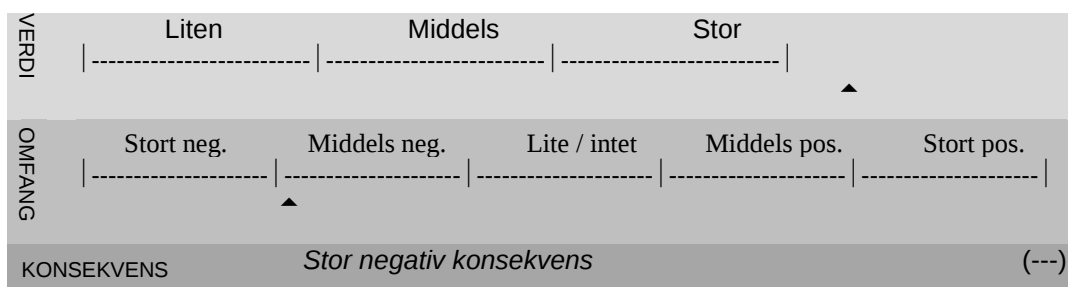 VERDI
Liten Middels Stor
|---------------------------|--------------------------|--------------------------|
OMFANG
Stort neg. Middels neg. Lite / intet Middels pos. Stort pos.
|---------------------|---------------------|---------------------|----------------------|---------------------|
KONSEKVENS Stor negativ konsekvens (---)